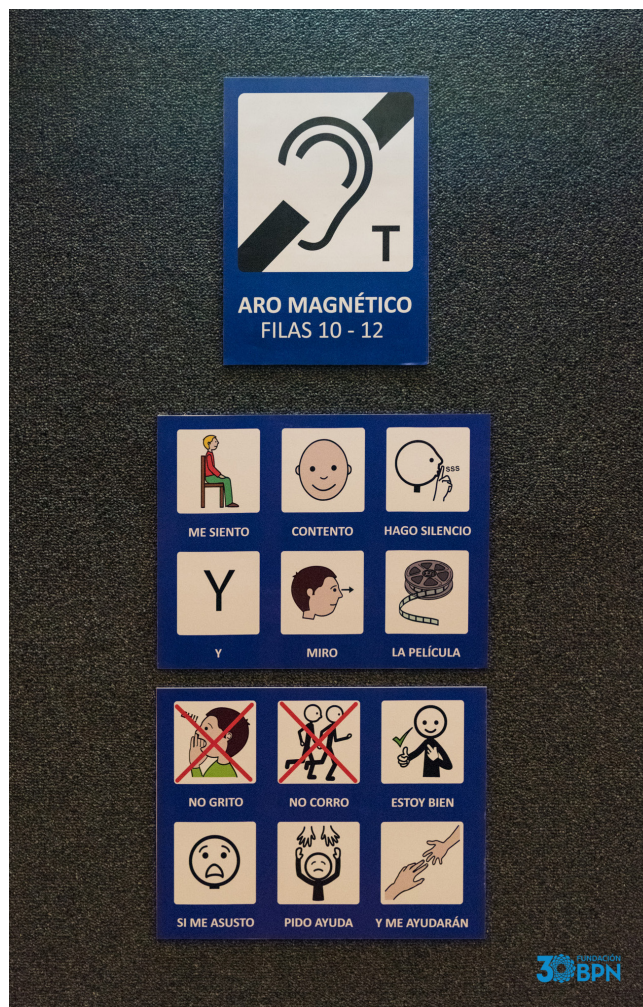 T
ARO MAGNÉTICO
FILAS 10 - 12
sss
ME SIENTO CONTENTO HAGO SILENCIO
Y
Y MIRO LA PELÍCULA
NO GRITO NO CORRO ESTOY BIEN
SI ME ASUSTO PIDO AYUDA Y ME AYUDARÁN
FUNDACIÓN
30 BPN